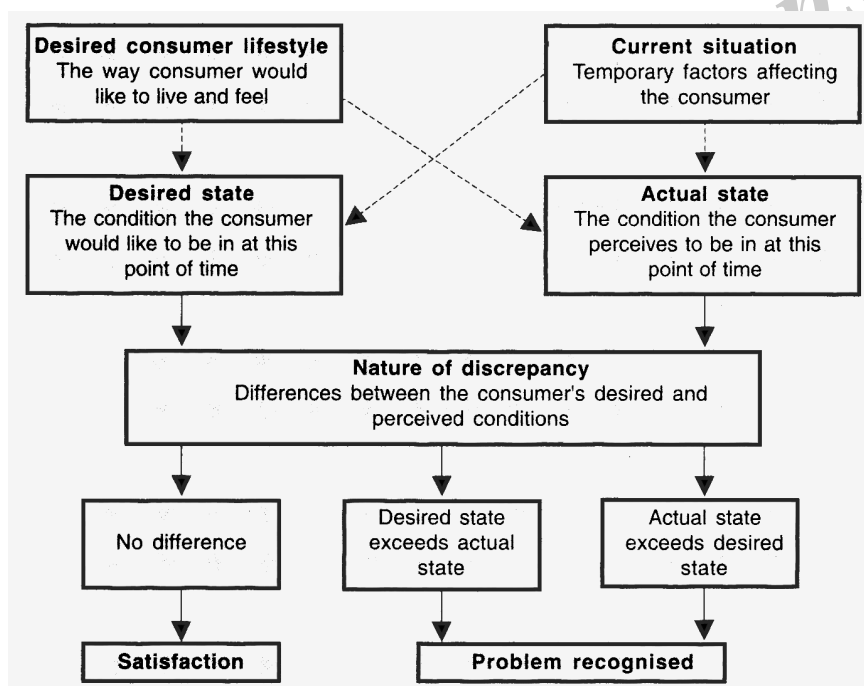 Desired consumer lifestyle
The way consumer would
like to live and feel
Current situation
Temporary factors affecting
the consumer
Desired state
The condition the consumer
would like to be in at this
point of time
Actual state
The condition the consumer
perceives to be in at this
point of time
Nature of discrepancy
Differences between the consumer's desired and
perceived conditions
No difference
Desired state
exceeds actual
state
Actual state
exceeds desired
state
Satisfaction
Problem recognised